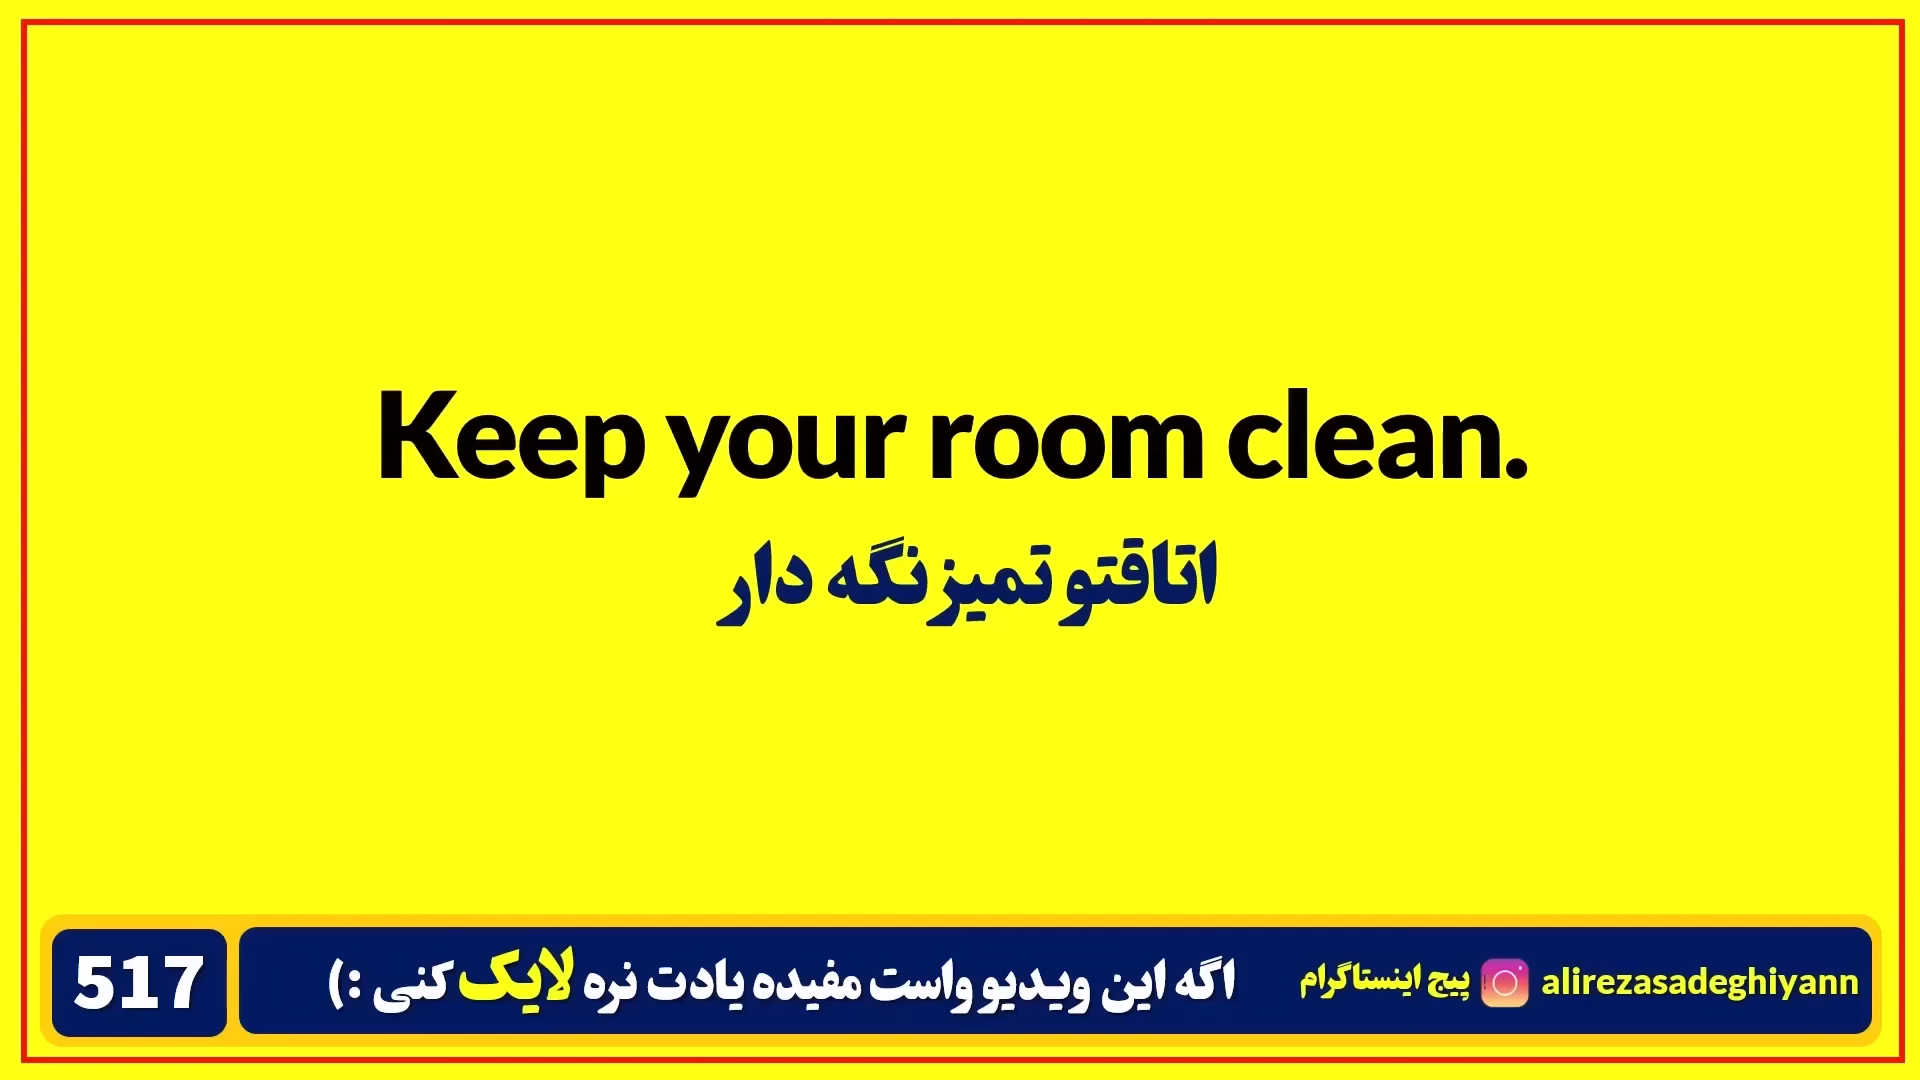 Keep your room clean.
اتاقتو تمیز نگه دار
517
اگه این ویدیو واست مفیده یادت نره لایک کنی :)
پیج اینستاگرام
alirezasadeghiyann